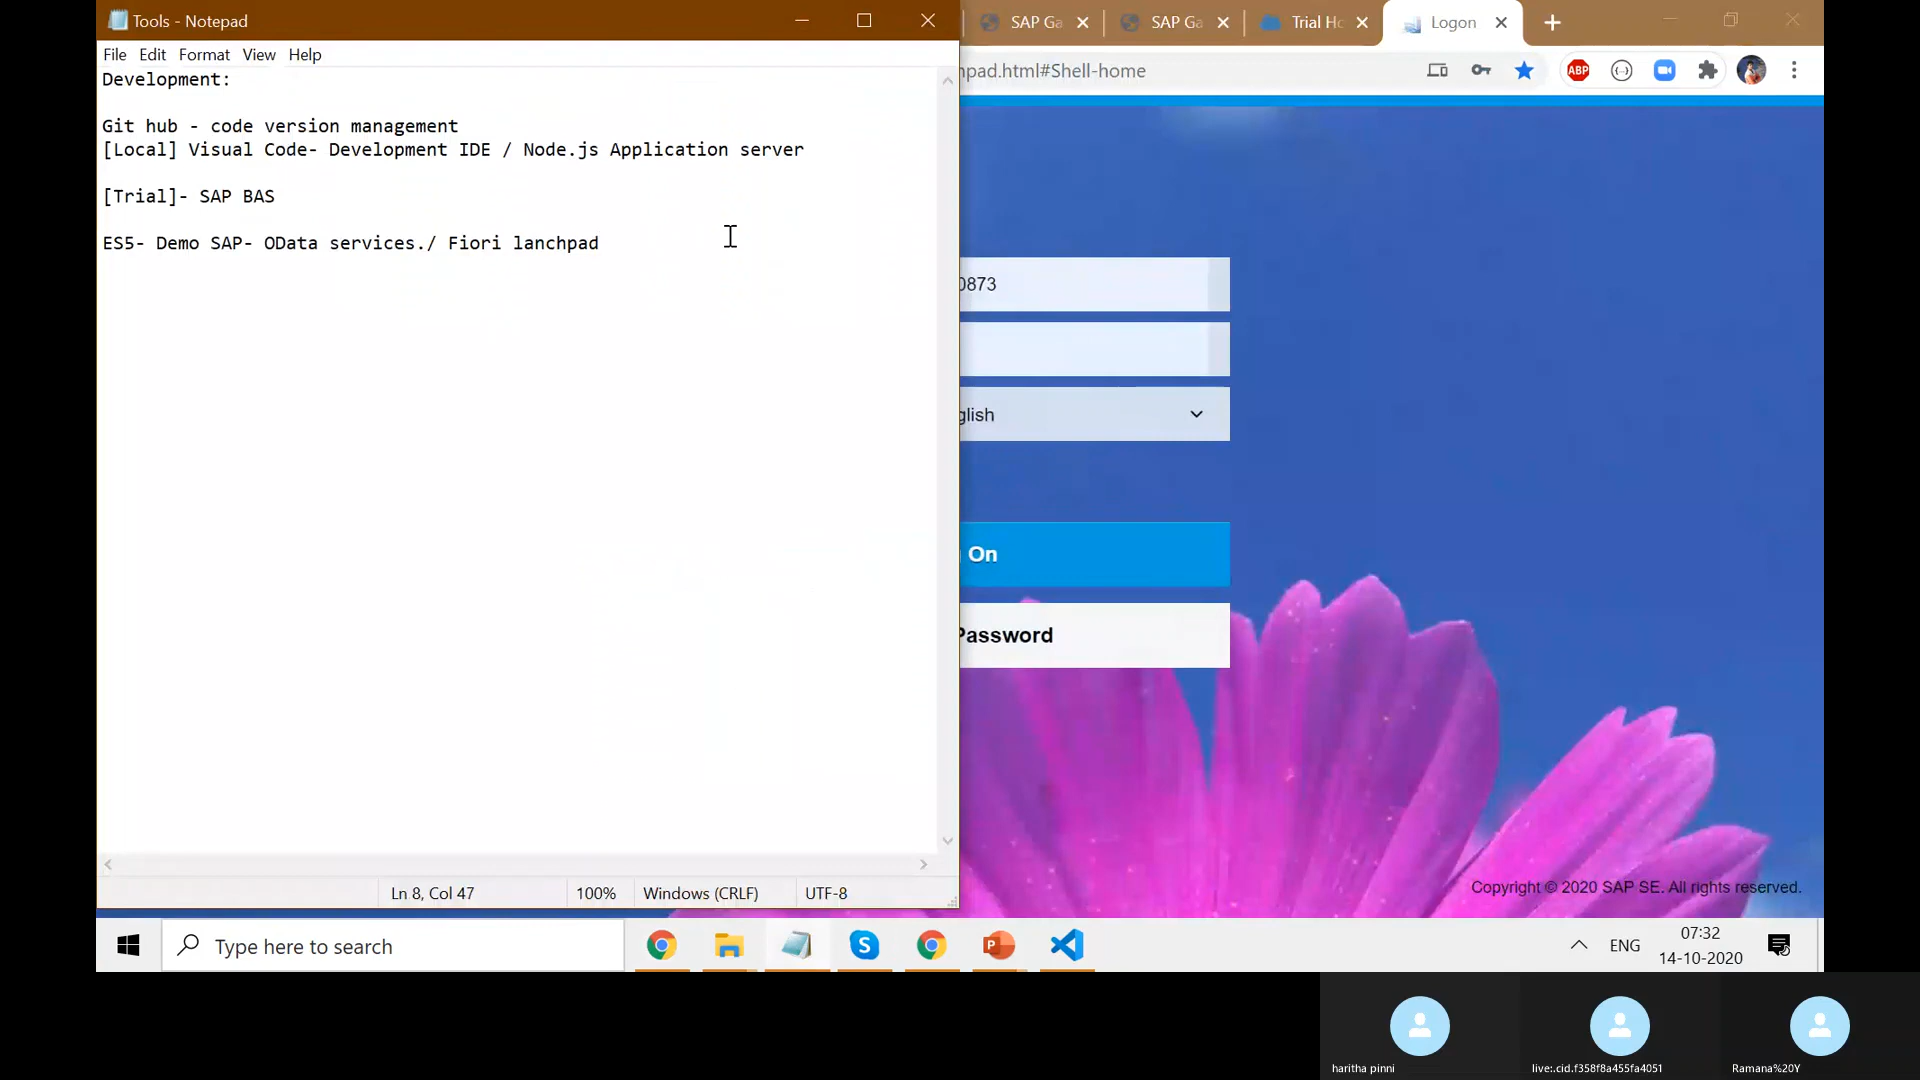 Tools - Notepad
SAP Ga
SAP Ga
Trial Ho
Logon
File Edit Format View Help
npad.html#Shell-home
ABP
Development:
Git hub - code version management
[Local] Visual Code- Development IDE / Node.js Application server
[Trial]- SAP BAS
ES5- Demo SAP- OData services./ Fiori lanchpad
0873
glish
On
Password
Copyright © 2020 SAP SE. All rights reserved.
Ln 8, Col 47
100%
Windows (CRLF)
UTF-8
Type here to search
ENG
07:32
14-10-2020
haritha pinni
live:.cid.f358f8a455fa4051
Ramana%20Y